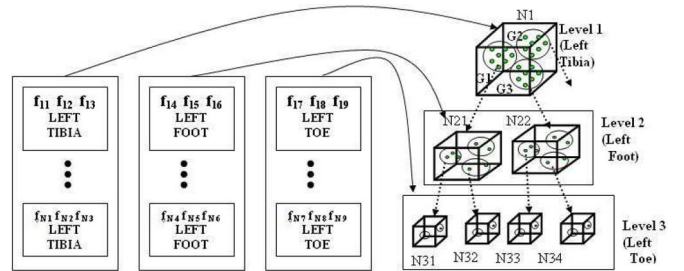 f11 f12 f13
LEFT
TIBIA
fN1 fN2 fN3
LEFT
TIBIA
f14 f15 f16
LEFT
FOOT
fN4 fN5 fN6
LEFT
FOOT
f17 f18 f19
LEFT
TOE
fN7 fN8 fN9
LEFT
TOE
N1
G2
G1
G3
Level 1
(Left
Tibia)
N21
N22
Level 2
(Left
Foot)
N31
N32
N33
N34
Level 3
(Left
Toe)